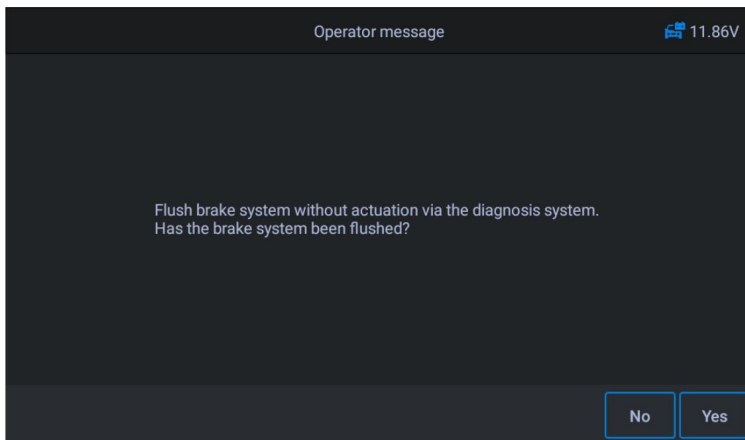 Operator message
11.86V
Flush brake system without actuation via the diagnosis system.
Has the brake system been flushed?
No
Yes